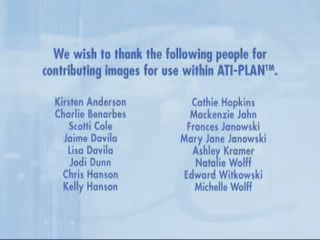 We wish to thank the following people for
contributing images for use within ATI-PLAN™.
Kirsten Anderson
Charlie Benarbes
Scotti Cole
Jaime Davila
Lisa Davila
Jodi Dunn
Chris Hanson
Kelly Hanson
Cathie Hopkins
Mackenzie Jahn
Frances Janowski
Mary Jane Janowski
Ashley Kramer
Natalie Wolff
Edward Witkowski
Michelle Wolff